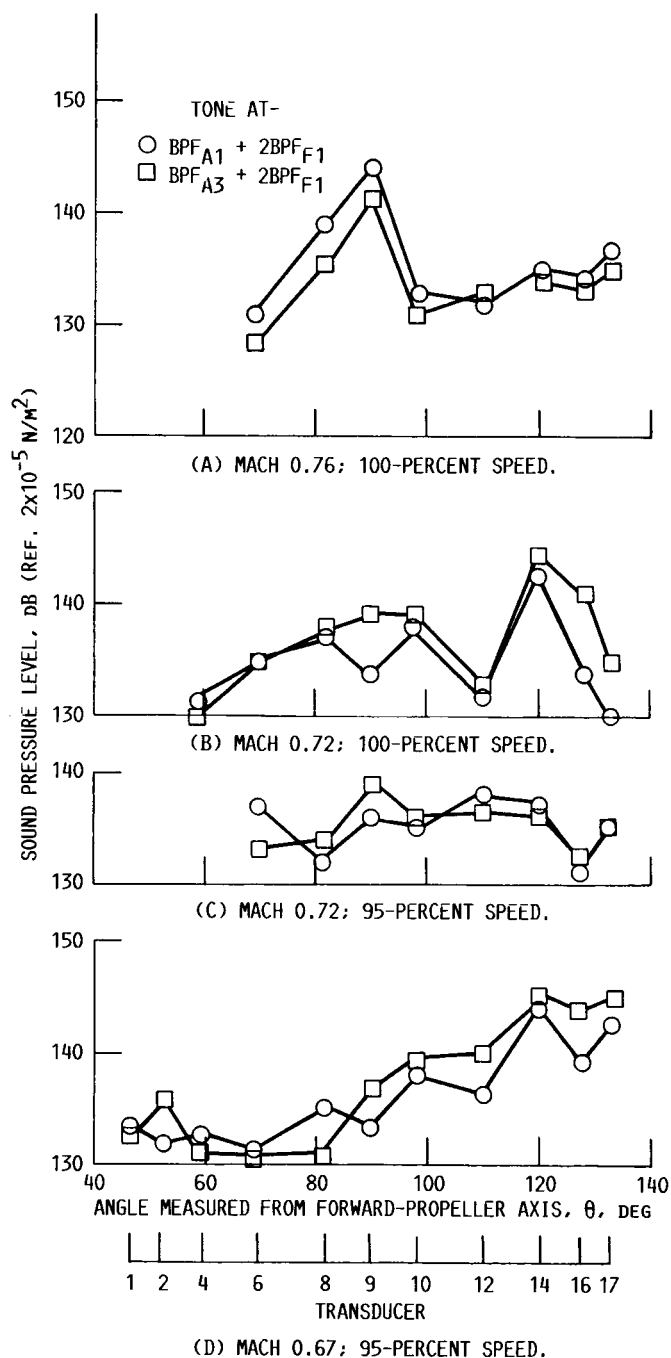 SOUND PRESSURE LEVEL, DB (REF. 2x10-5 N/m2)
150
140
130
120
TONE AT-
BPFA1 + 2BPFF1
BPFA3 + 2BPFF1
(A) MACH 0.76; 100-PERCENT SPEED.
150
140
130
(B) MACH 0.72; 100-PERCENT SPEED.
140
130
(C) MACH 0.72; 95-PERCENT SPEED.
150
140
130
40 60 80 100 120 140
ANGLE MEASURED FROM FORWARD-PROPELLER AXIS, θ, DEG
1 2 4 6 8 9 10 12 14 16 17
TRANSDUCER
(D) MACH 0.67; 95-PERCENT SPEED.